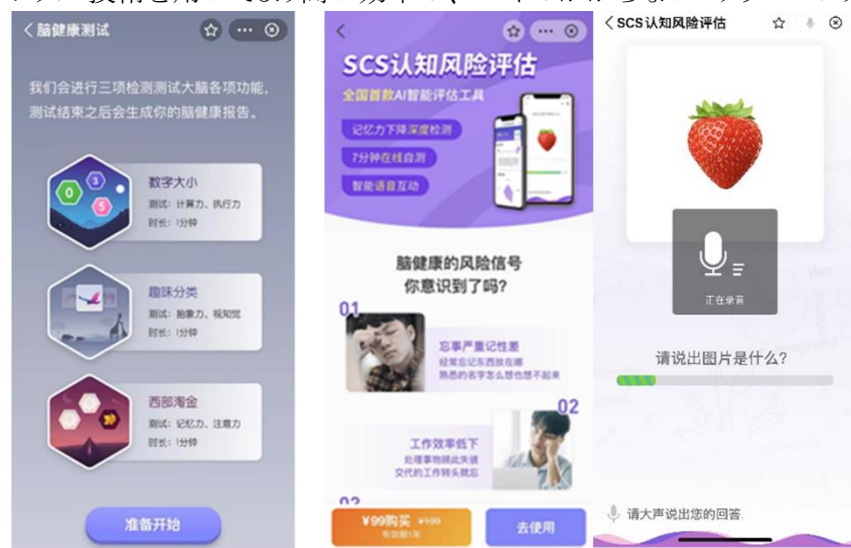 脑健康测试
我们会进行三项检测测试大脑各项功能,
测试结束之后会生成你的脑健康报告。
0
3
5
数字大小
测试: 计算力、执行力
时长: 1分钟
趣味分类
测试: 抽象力、视知觉
时长: 1分钟
西部淘金
测试: 记忆力、注意力
时长: 1分钟
准备开始
SCS认知风险评估
全国首款AI智能评估工具
记忆力下降深度检测
7分钟在线自测
智能语音互动
脑健康的风险信号
你意识到了吗?
01
忘事严重记性差
经常忘记东西放在哪
熟悉的名字怎么想也想不起来
02
工作效率低下
处理事物顾此失彼
交代的工作转头就忘
¥99购买 ¥199
有效期1年
去使用
SCS认知风险评估
正在录音
请说出图片是什么?
请大声说出您的回答